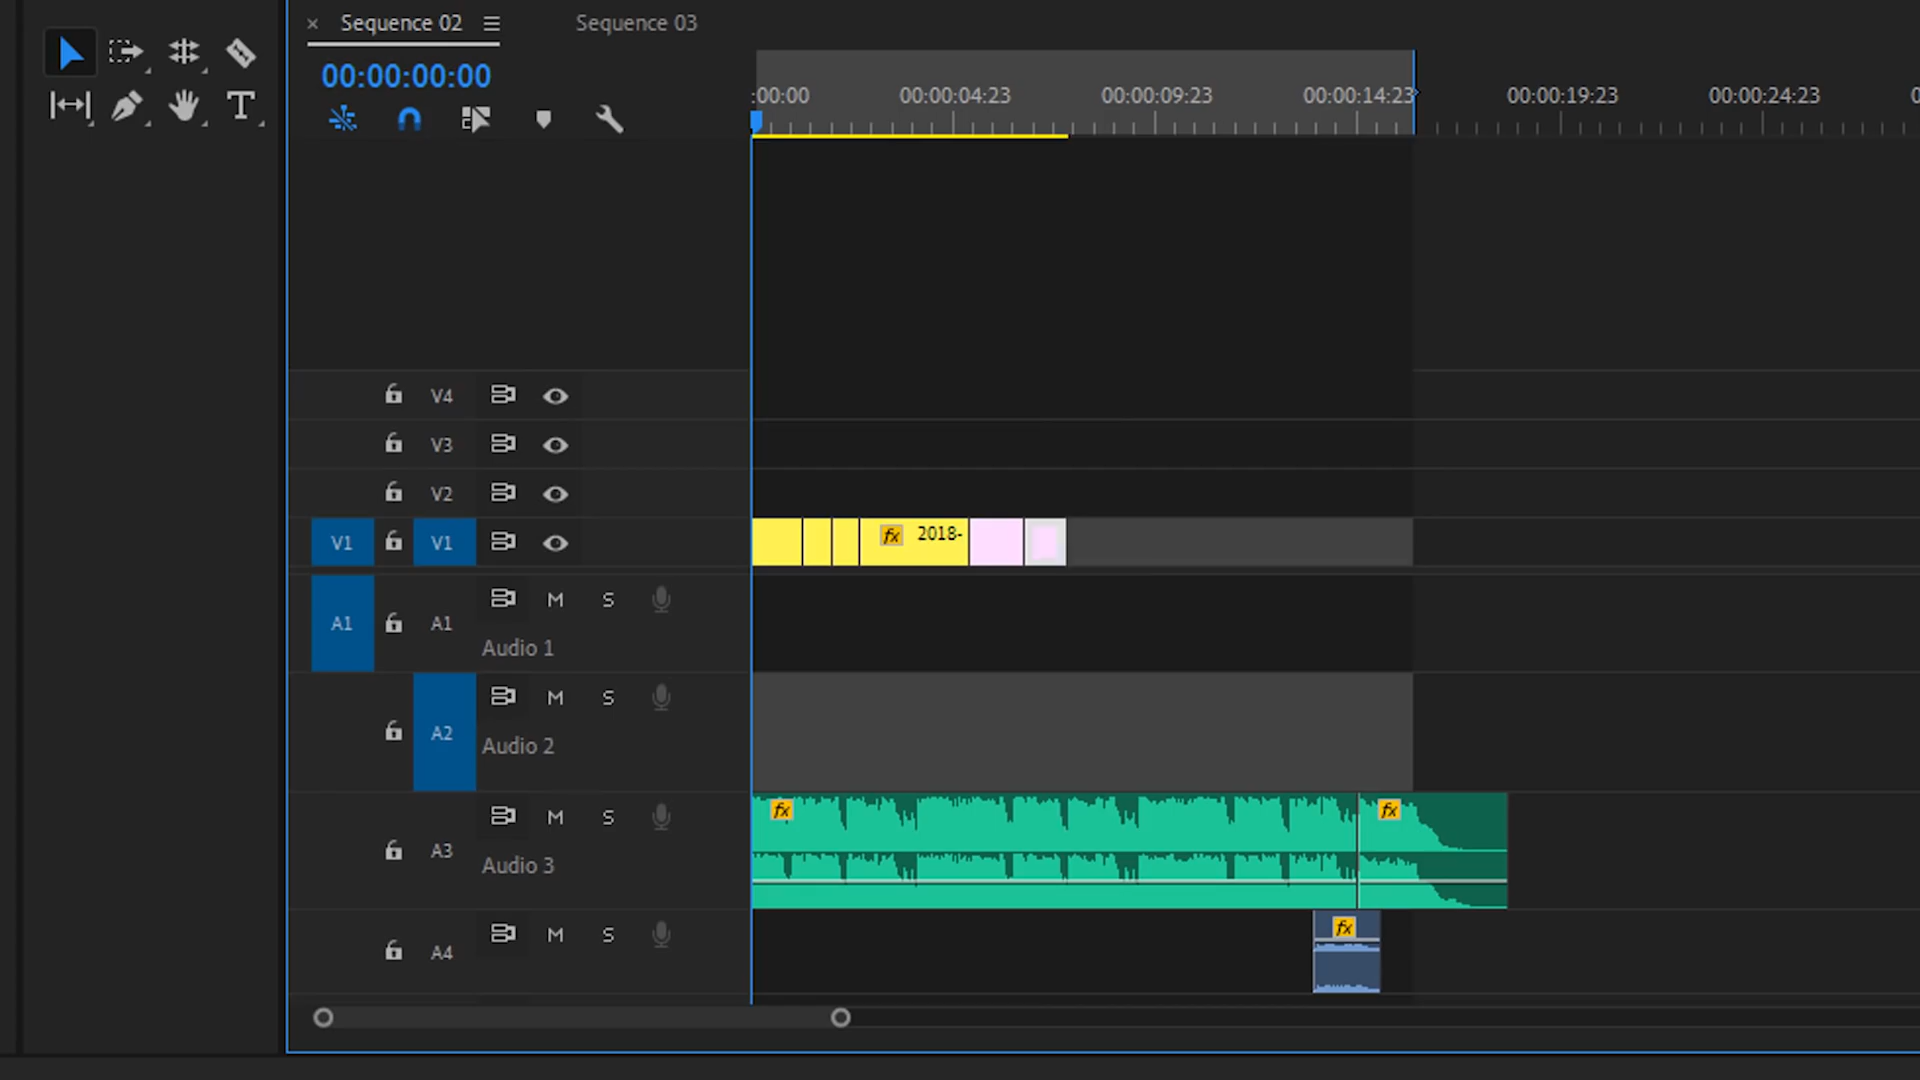 × Sequence 02 Sequence 03
00:00:00:00
:00:00 00:00:04:23 00:00:09:23 00:00:14:23 00:00:19:23 00:00:24:23 0
T
V4
V3
V2
V1 V1 fx 2018-
A1 A1 M S
Audio 1
A2 M S
Audio 2
fx fx
A3 M S
Audio 3
A4 M S fx